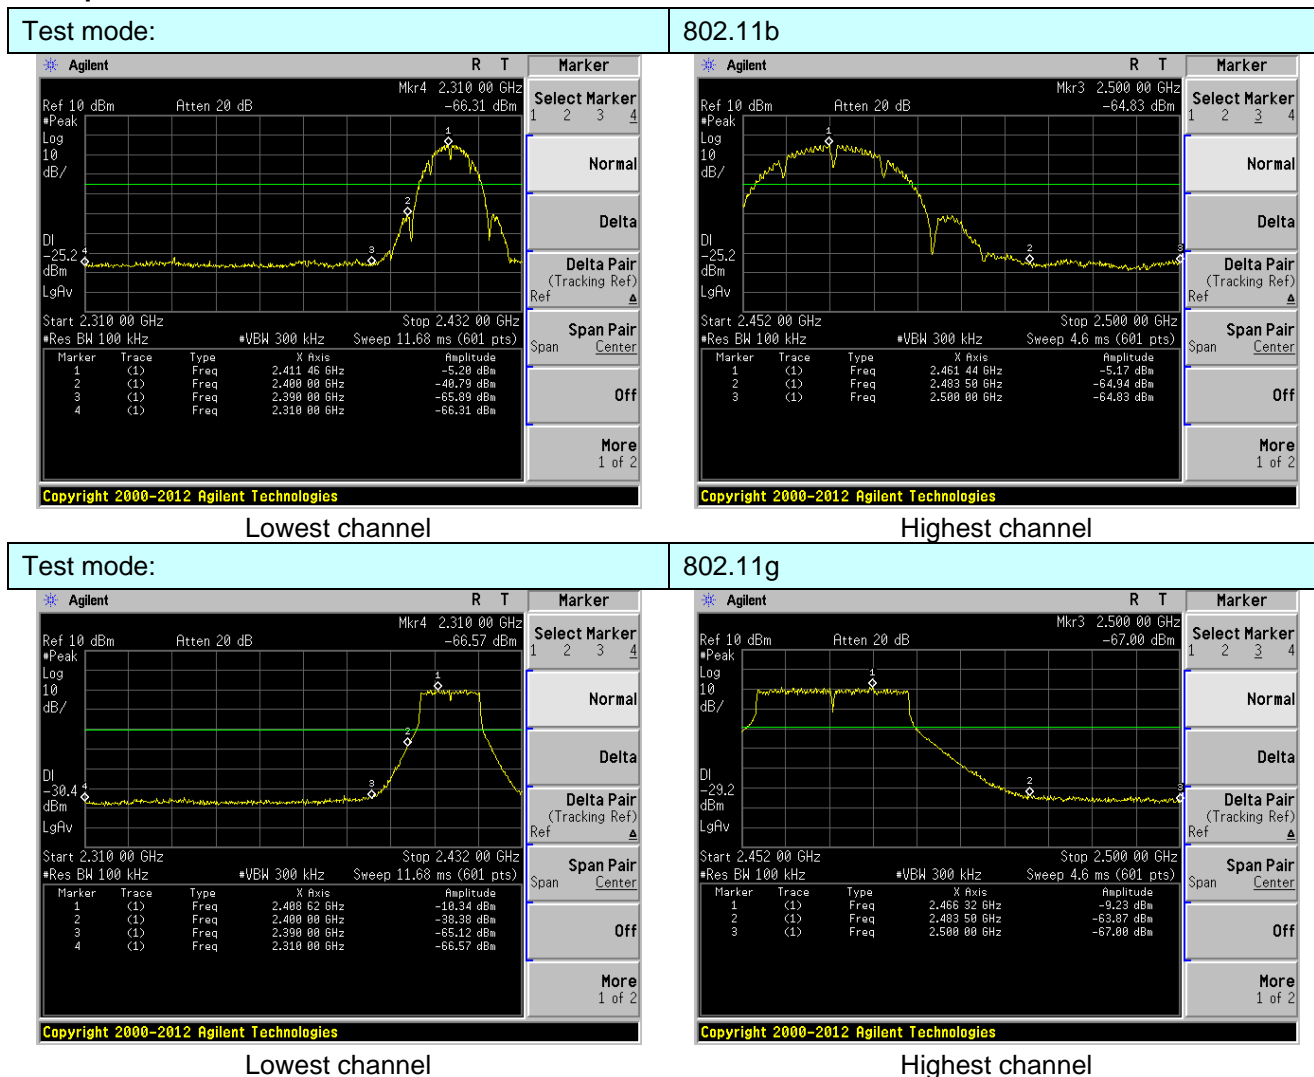 Test mode: 802.11b
Agilent R T Marker
Mkr4 2.310 00 GHz
Ref 10 dBm Atten 20 dB -66.31 dBm
#Peak
Log
10
dB/
1
2
3
4
DI
-25.2
dBm
LgAv
Start 2.310 00 GHz Stop 2.432 00 GHz
#Res BW 100 kHz #VBW 300 kHz Sweep 11.68 ms (601 pts)
Marker Trace Type X Axis Amplitude
1 (1) Freq 2.411 46 GHz -5.20 dBm
2 (1) Freq 2.400 00 GHz -40.79 dBm
3 (1) Freq 2.390 00 GHz -65.89 dBm
4 (1) Freq 2.310 00 GHz -66.31 dBm
Select Marker
1 2 3 4
Normal
Delta
Delta Pair
(Tracking Ref)
Ref Δ
Span Pair
Span Center
Off
More
1 of 2
Copyright 2000-2012 Agilent Technologies
Lowest channel
Agilent R T Marker
Mkr3 2.500 00 GHz
Ref 10 dBm Atten 20 dB -64.83 dBm
#Peak
Log
10
dB/
1
2
3
DI
-25.2
dBm
LgAv
Start 2.452 00 GHz Stop 2.500 00 GHz
#Res BW 100 kHz #VBW 300 kHz Sweep 4.6 ms (601 pts)
Marker Trace Type X Axis Amplitude
1 (1) Freq 2.461 44 GHz -5.17 dBm
2 (1) Freq 2.483 50 GHz -64.94 dBm
3 (1) Freq 2.500 00 GHz -64.83 dBm
Select Marker
1 2 3 4
Normal
Delta
Delta Pair
(Tracking Ref)
Ref Δ
Span Pair
Span Center
Off
More
1 of 2
Copyright 2000-2012 Agilent Technologies
Highest channel
Test mode: 802.11g
Agilent R T Marker
Mkr4 2.310 00 GHz
Ref 10 dBm Atten 20 dB -66.57 dBm
#Peak
Log
10
dB/
1
2
3
4
DI
-30.4
dBm
LgAv
Start 2.310 00 GHz Stop 2.432 00 GHz
#Res BW 100 kHz #VBW 300 kHz Sweep 11.68 ms (601 pts)
Marker Trace Type X Axis Amplitude
1 (1) Freq 2.408 62 GHz -10.34 dBm
2 (1) Freq 2.400 00 GHz -38.38 dBm
3 (1) Freq 2.390 00 GHz -65.12 dBm
4 (1) Freq 2.310 00 GHz -66.57 dBm
Select Marker
1 2 3 4
Normal
Delta
Delta Pair
(Tracking Ref)
Ref Δ
Span Pair
Span Center
Off
More
1 of 2
Copyright 2000-2012 Agilent Technologies
Lowest channel
Agilent R T Marker
Mkr3 2.500 00 GHz
Ref 10 dBm Atten 20 dB -67.00 dBm
#Peak
Log
10
dB/
1
2
3
DI
-29.2
dBm
LgAv
Start 2.452 00 GHz Stop 2.500 00 GHz
#Res BW 100 kHz #VBW 300 kHz Sweep 4.6 ms (601 pts)
Marker Trace Type X Axis Amplitude
1 (1) Freq 2.466 32 GHz -9.23 dBm
2 (1) Freq 2.483 50 GHz -63.87 dBm
3 (1) Freq 2.500 00 GHz -67.00 dBm
Select Marker
1 2 3 4
Normal
Delta
Delta Pair
(Tracking Ref)
Ref Δ
Span Pair
Span Center
Off
More
1 of 2
Copyright 2000-2012 Agilent Technologies
Highest channel